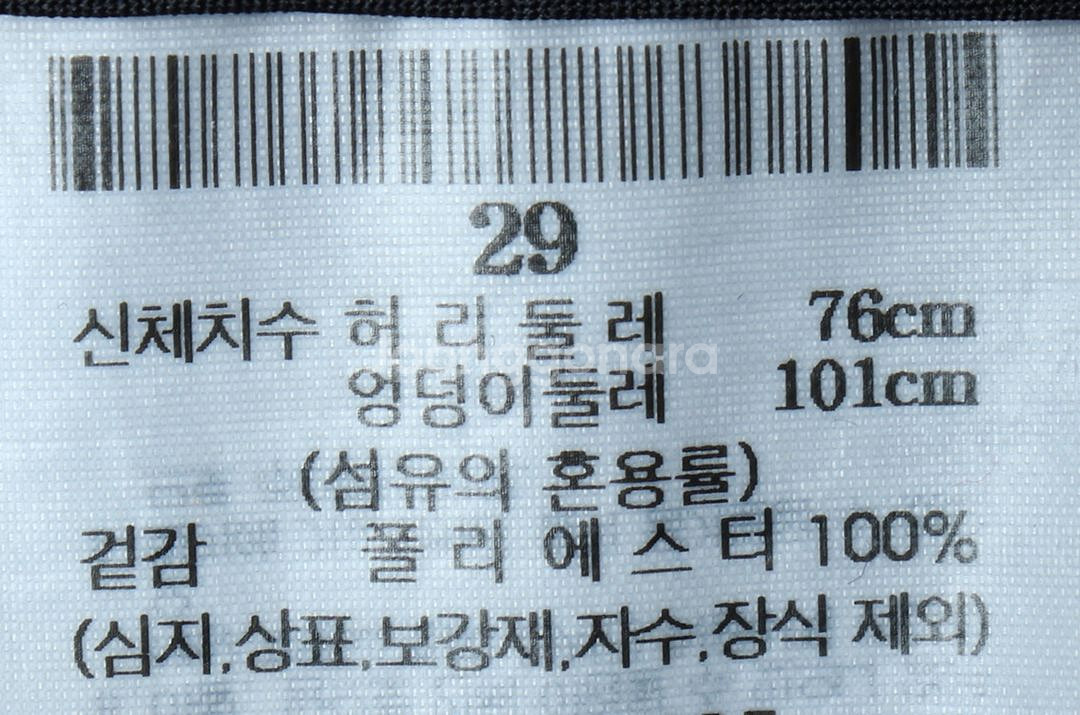 29
신체치수 허 리 둘 레 76cm
엉덩이둘레 101cm
(섬유의 혼용률)
겉감 폴 리 에 스 터 100%
(심지,상표,보강재,자수,장식 제외)